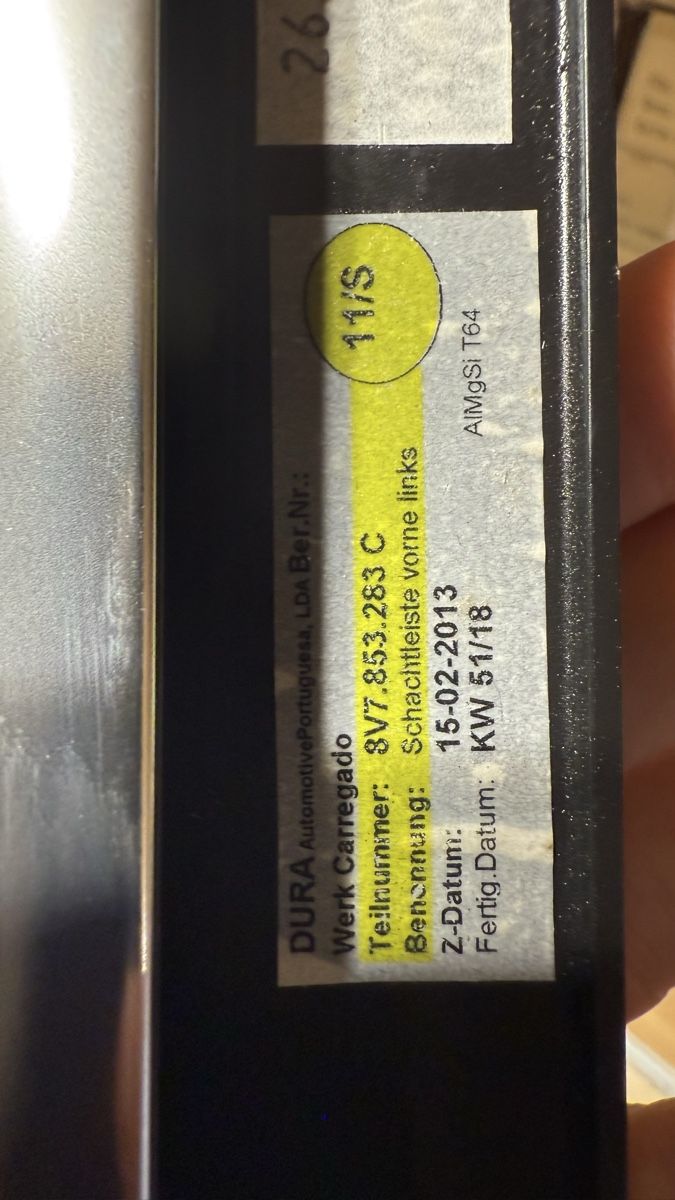 26
11/S
DURA AutomotivePortuguesa, LDA Ber.Nr.:
Werk Carregado
Teilnummer: 8V7.853.283 C
Benennung: Schachtleiste vorne links
Z-Datum: 15-02-2013
AlMgSi T64
Fertig.Datum: KW 51/18